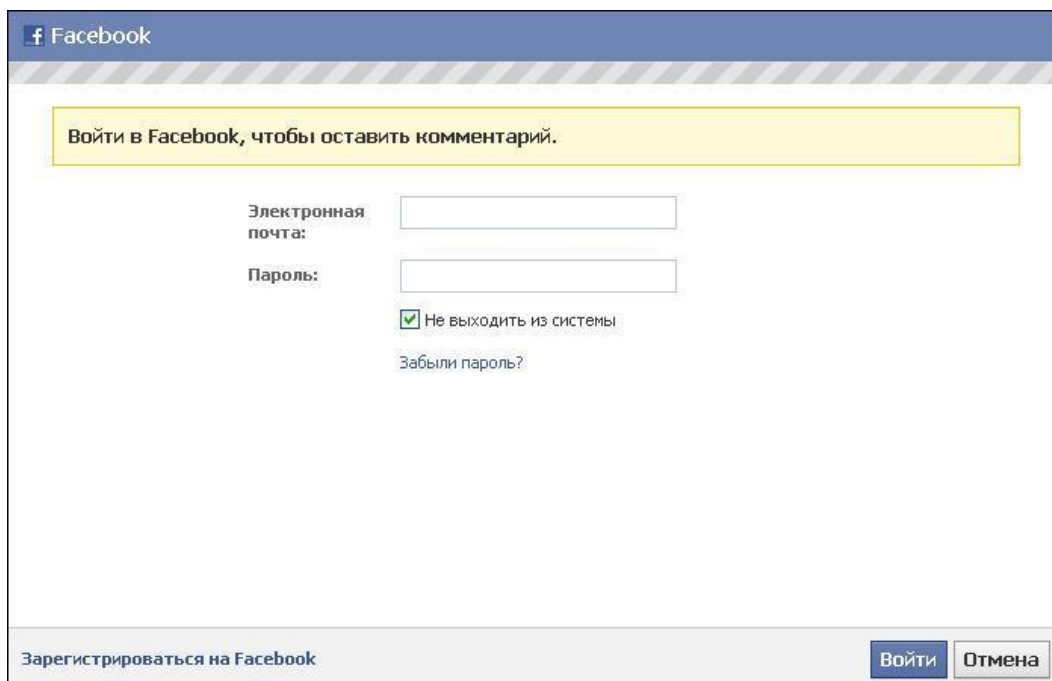 Facebook
Войти в Facebook, чтобы оставить комментарий.
Электронная
почта:
Пароль:
Не выходить из системы
Забыли пароль?
Зарегистрироваться на Facebook
Войти
Отмена